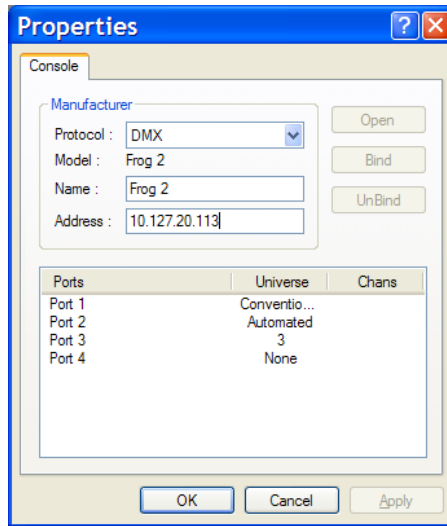 Properties
Console
Manufacturer
Protocol : DMX
Open
Model : Frog 2
Bind
Name : Frog 2
UnBind
Address : 10.127.20.113
Ports Universe Chans
Port 1 Conventio...
Port 2 Automated
Port 3 3
Port 4 None
OK Cancel Apply